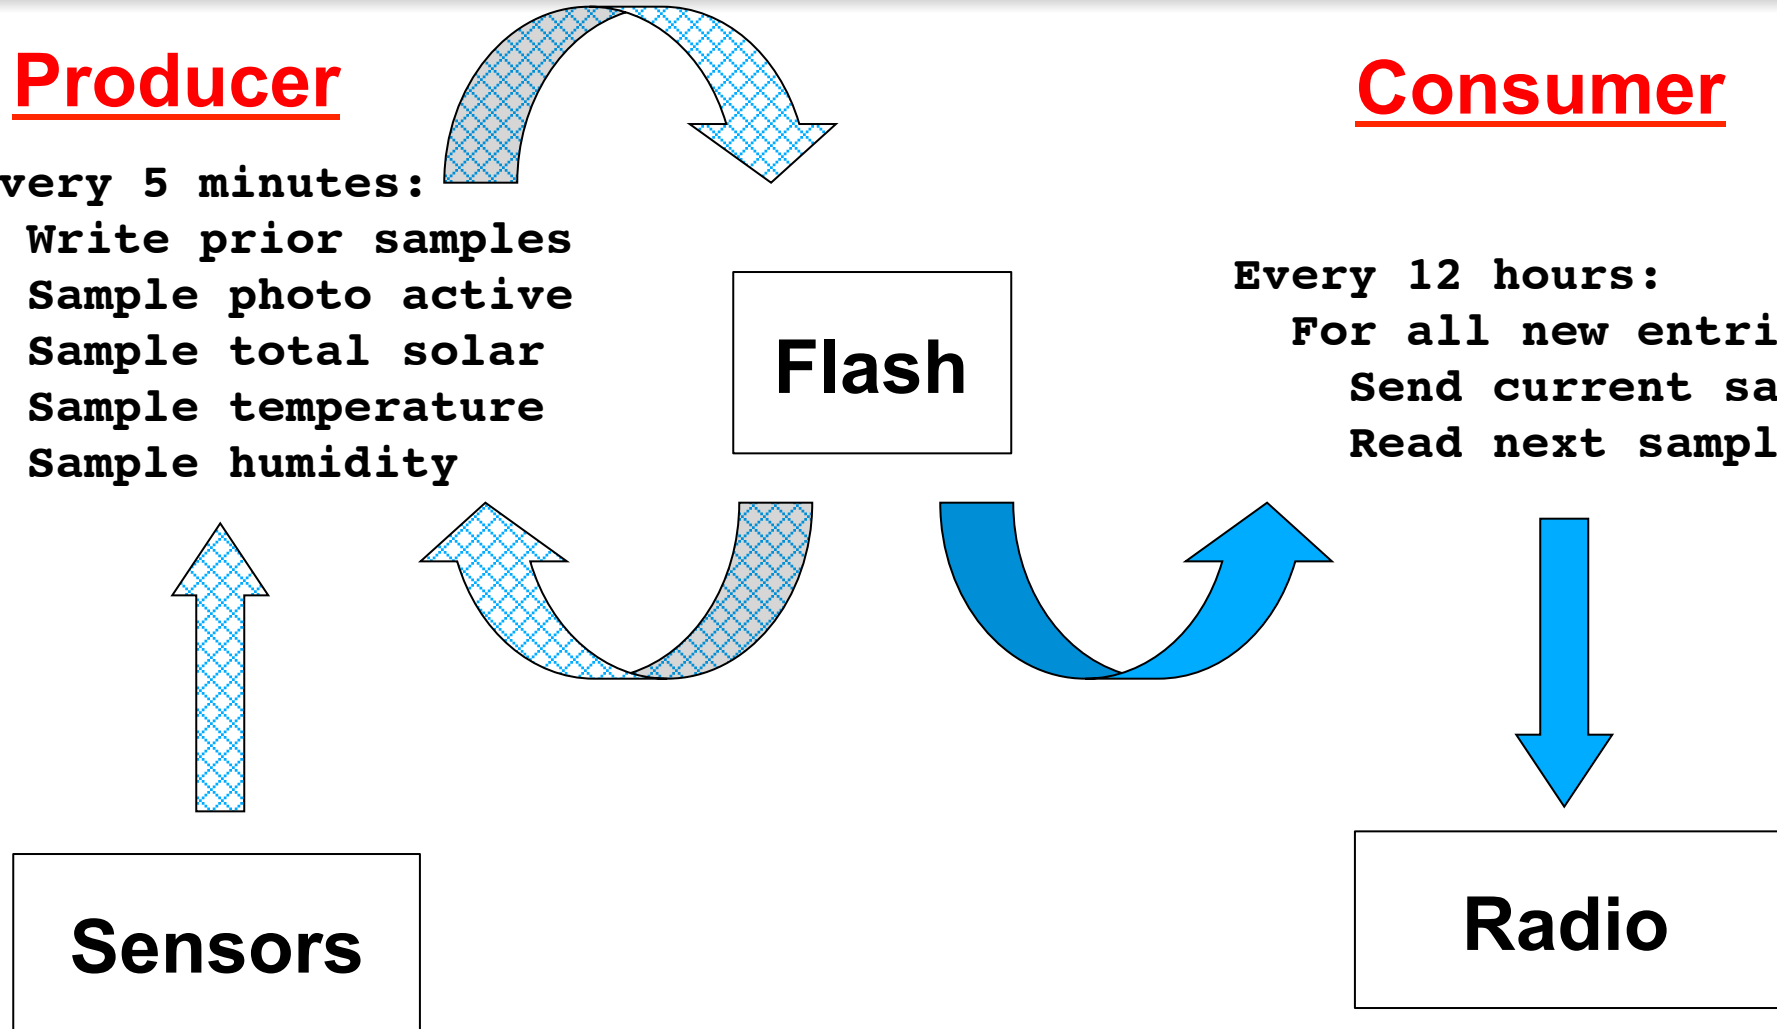 Producer
very 5 minutes:
Write prior samples
Sample photo active
Sample total solar
Sample temperature
Sample humidity
Flash
Sensors
Consumer
Every 12 hours:
For all new entri
Send current sa
Read next sampl
Radio